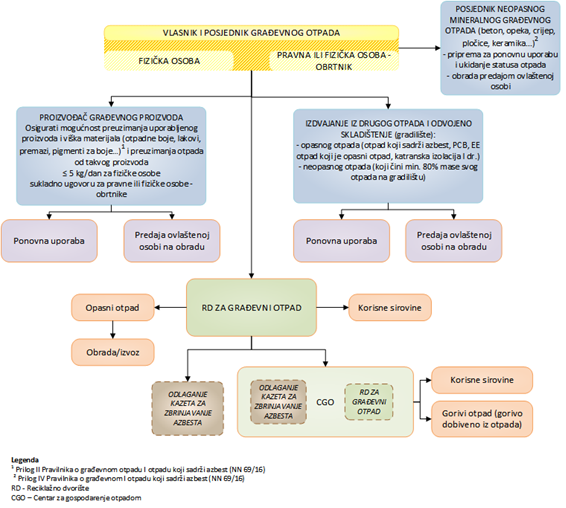 VLASNIK I POSJEDNIK GRAĐEVNOG OTPADA
FIZIČKA OSOBA
PRAVNA ILI FIZIČKA OSOBA -
OBRTNIK
POSJEDNIK NEOPASNOG
MINERALNOG GRAĐEVNOG
OTPADA (beton, opeka, crijep,
pločice, keramika...)2
- priprema za ponovnu uporabu
i ukidanje statusa otpada
- obrada predajom ovlaštenoj
osobi
PROIZVOĐAČ GRAĐEVNOG PROIZVODA
Osigurati mogućnost preuzimanja uporabljenog
proizvoda i viška materijala (otpadne boje, lakovi,
premazi, pigmenti za boje...)1 i preuzimanja otpada
od takvog proizvoda
≤ 5 kg/dan za fizičke osobe
sukladno ugovoru za pravne ili fizičke osobe -
obrtnike
IZDVAJANJE IZ DRUGOG OTPADA I ODVOJENO
SKLADIŠTENJE (gradilište):
- opasnog otpada (otpad koji sadrži azbest, PCB, EE
otpad koji je opasni otpad, katranska izolacija I dr.)
- neopasnog otpada (koji čini min. 80% mase svog
otpada na gradilištu)
Ponovna uporaba
Predaja ovlaštenoj
osobi na obradu
Ponovna uporaba
Predaja ovlaštenoj
osobi na obradu
Opasni otpad
RD ZA GRAĐEVNI OTPAD
Korisne sirovine
Obrada/izvoz
ODLAGANJE
KAZETA ZA
ZBRINJAVANJE
AZBESTA
ODLAGANJE
KAZETA ZA
ZBRINJAVANJE
AZBESTA
CGO
RD ZA
GRAĐEVNI
OTPAD
Korisne sirovine
Gorivi otpad (gorivo
dobiveno iz otpada)
Legenda
1 Prilog II Pravilnika o građevnom otpadu I otpadu koji sadrži azbest (NN 69/16)
2 Prilog IV Pravilnika o građevnom I otpadu koji sadrži azbest (NN 69/16)
RD - Reciklažno dvorište
CGO – Centar za gospodarenje otpadom